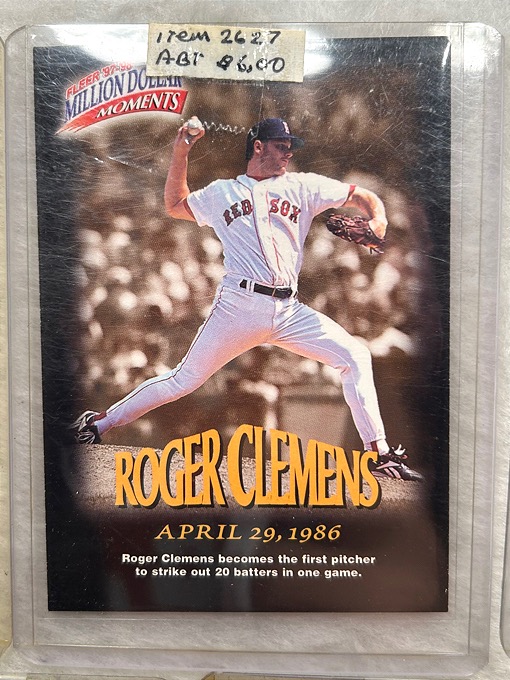 item 2627
ABT $6,00
FLEER '97-'98
MILLION DOLLAR
MOMENTS
RED SOX
ROGER CLEMENS
APRIL 29, 1986
Roger Clemens becomes the first pitcher
to strike out 20 batters in one game.